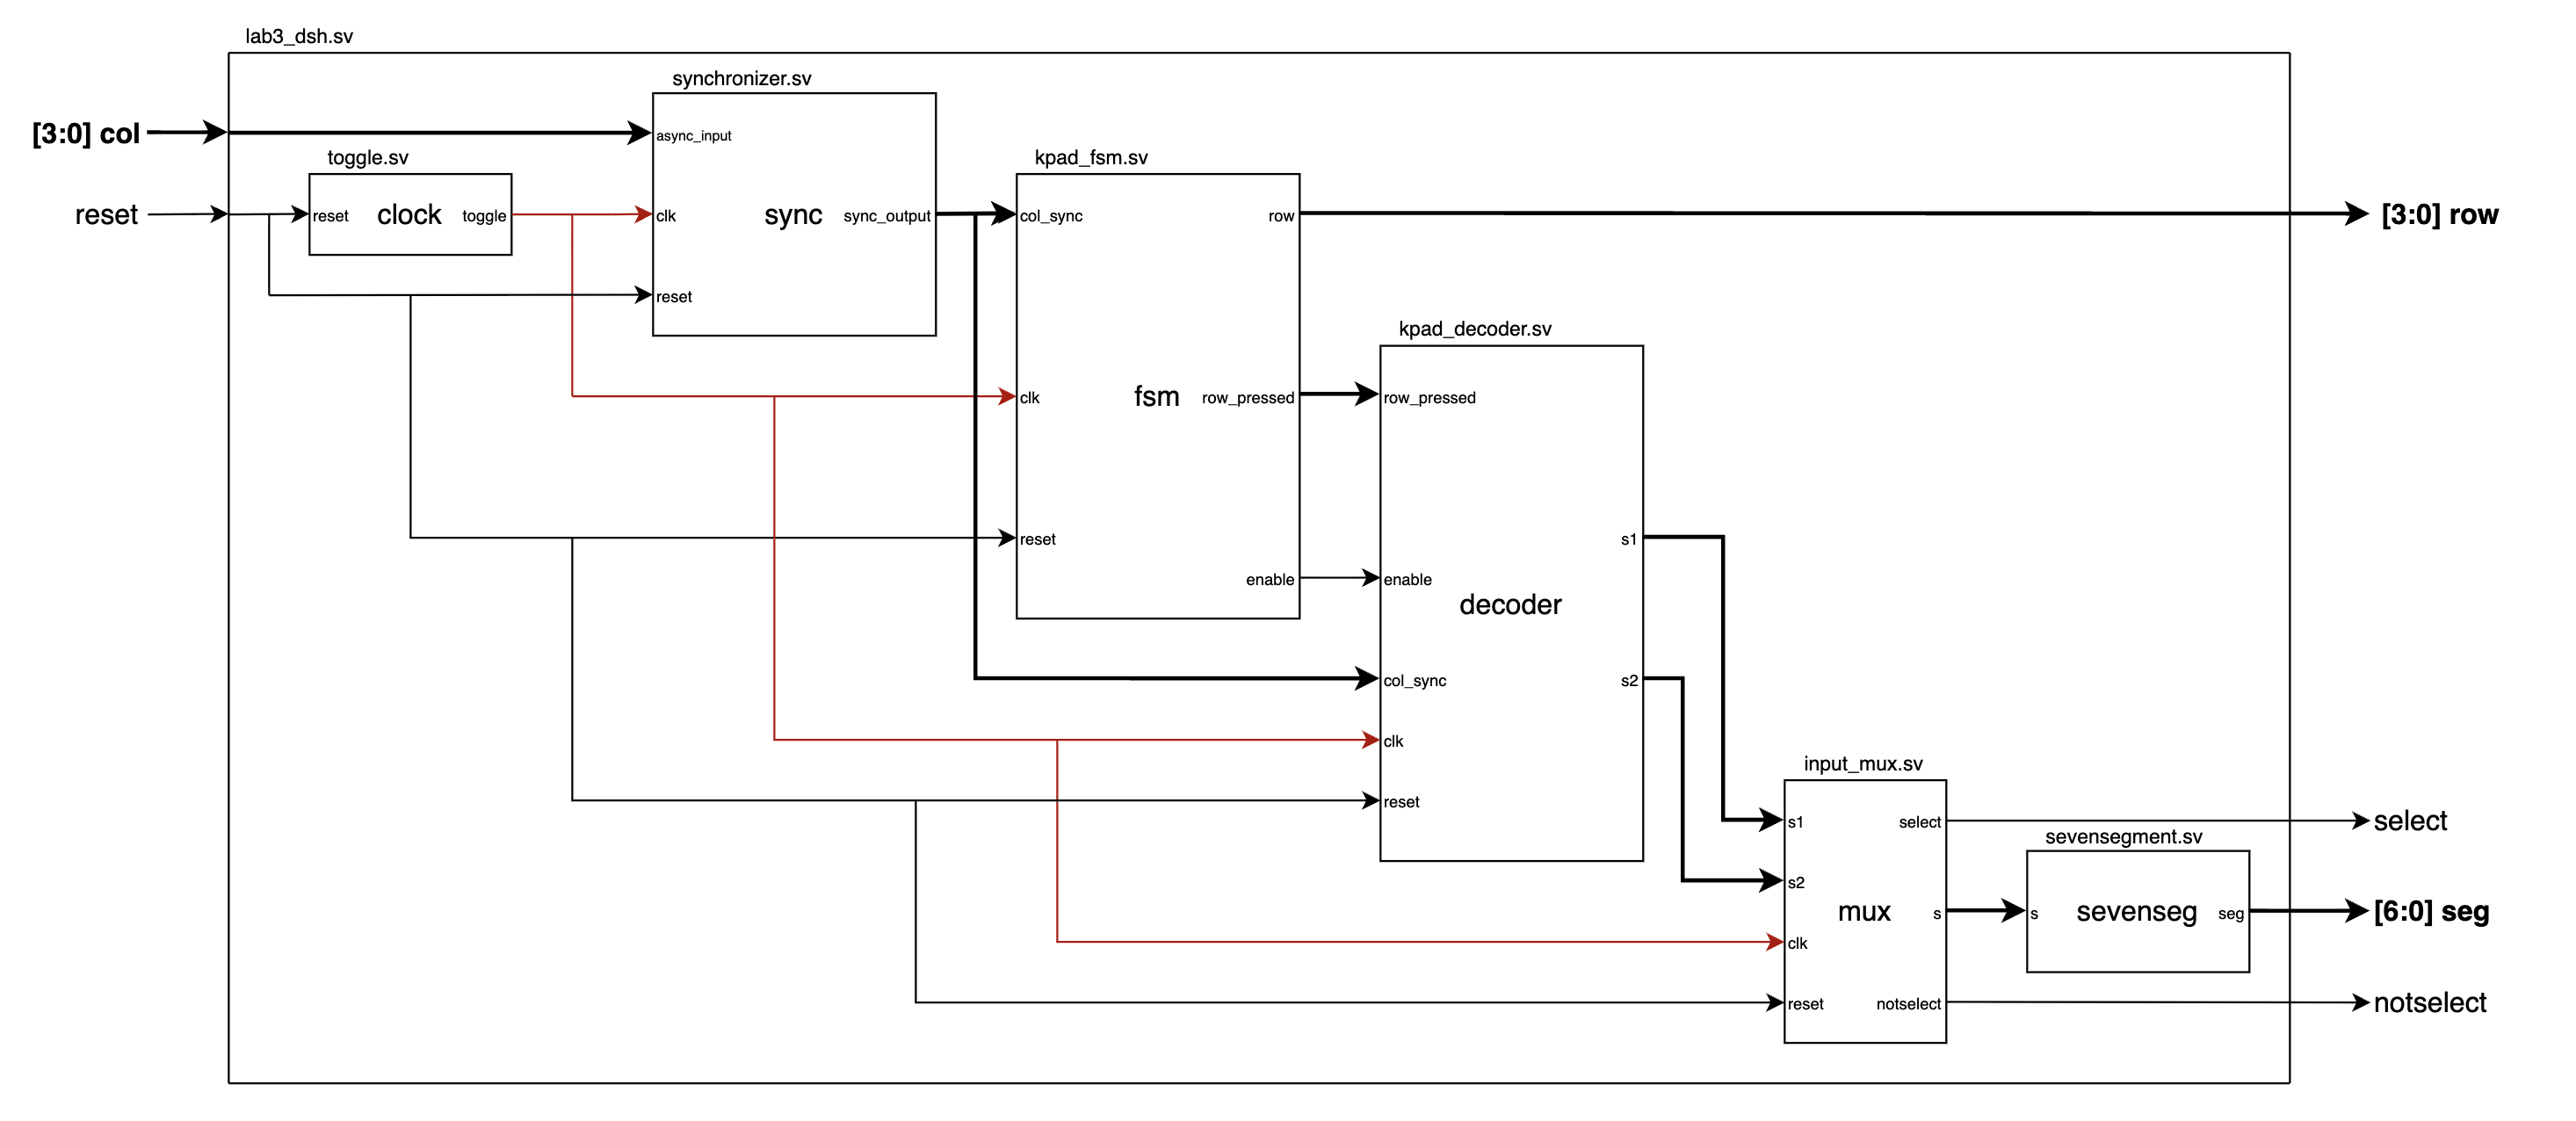 lab3_dsh.sv
synchronizer.sv
[3:0] col
async_input
toggle.sv
kpad_fsm.sv
reset
reset
clock
toggle
clk
sync
sync_output
col_sync
row
[3:0] row
reset
kpad_decoder.sv
clk
fsm
row_pressed
row_pressed
reset
s1
enable
enable
decoder
col_sync
s2
clk
input_mux.sv
reset
s1
select
select
sevensegment.sv
s2
mux
s
s
sevenseg
seg
[6:0] seg
clk
reset
notselect
notselect